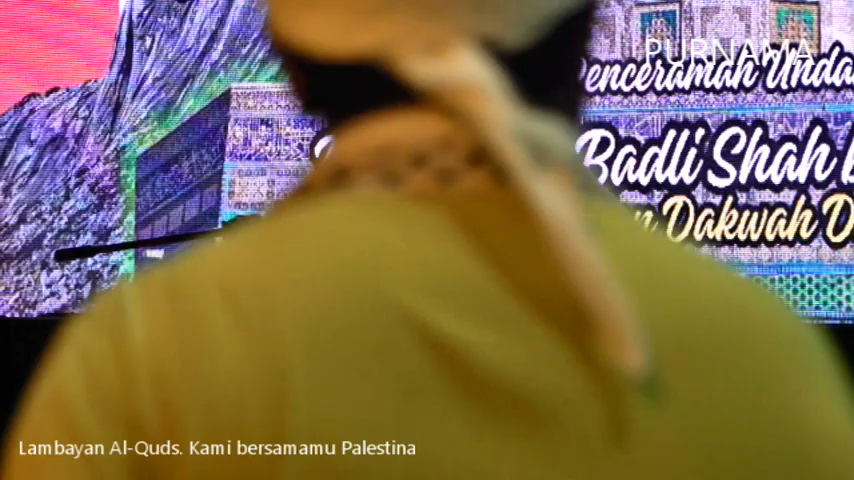 PURNAMA
Penceramah Unda
Badli Shah
Dakwah D
Lambayan Al-Quds. Kami bersamamu Palestina